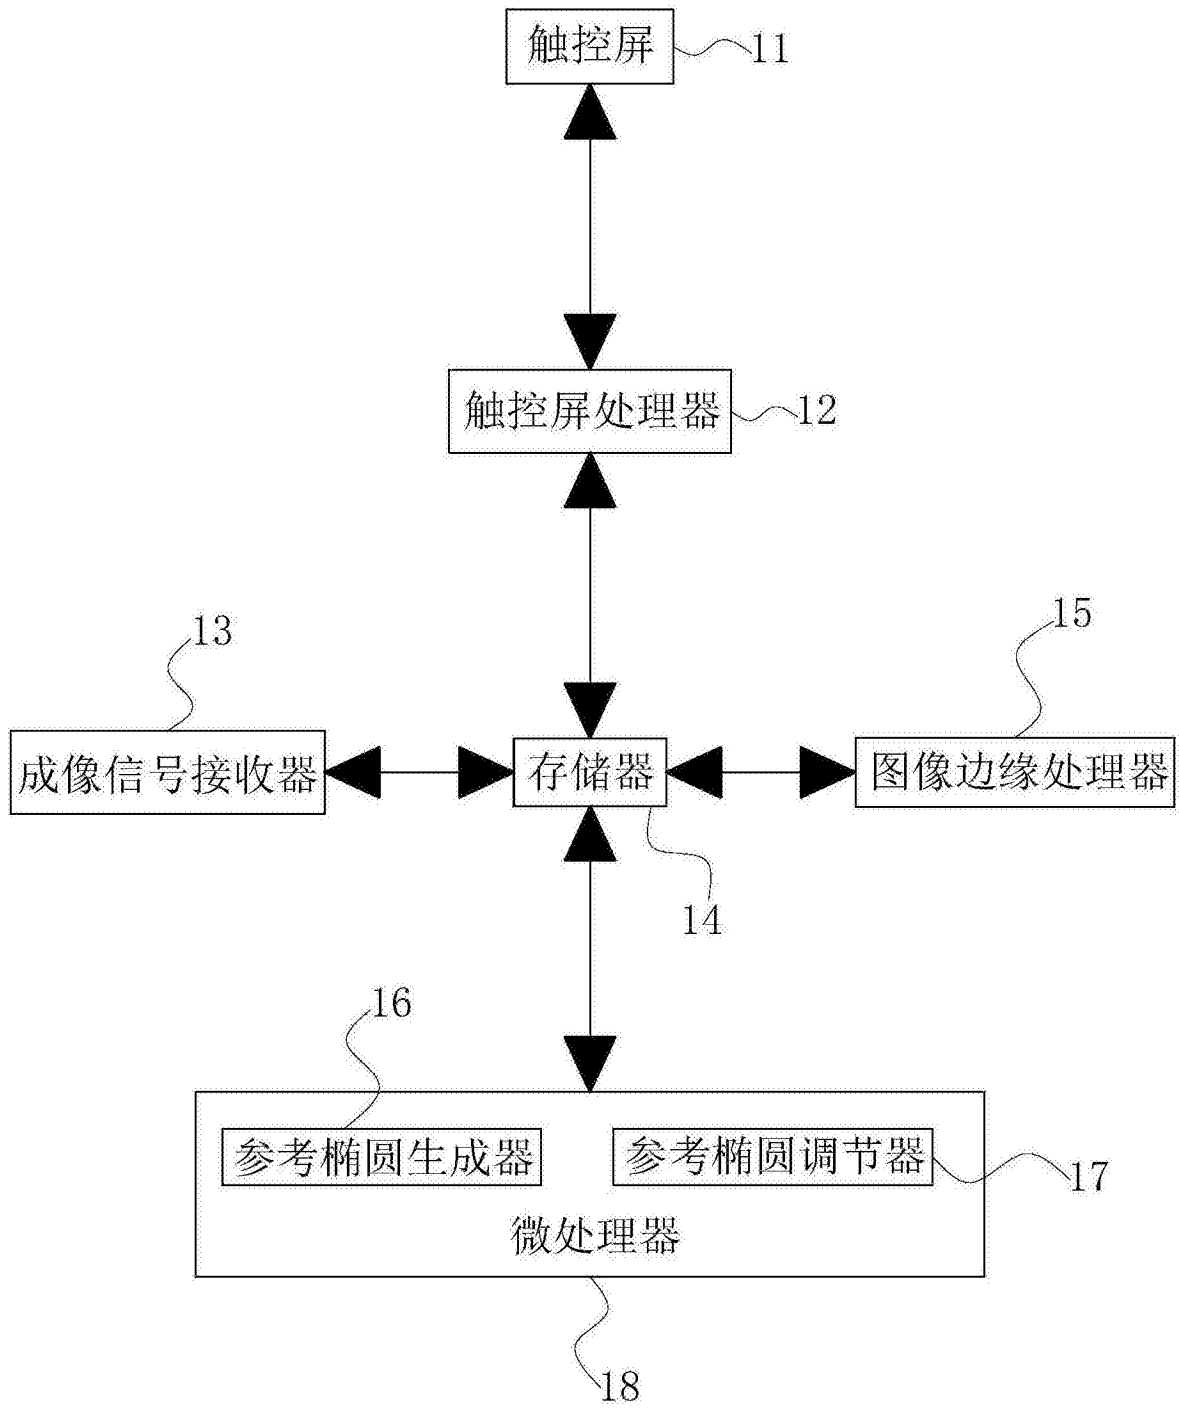 触控屏
11
触控屏处理器
12
13
15
成像信号接收器
存储器
图像边缘处理器
14
16
参考椭圆生成器
参考椭圆调节器
17
微处理器
18